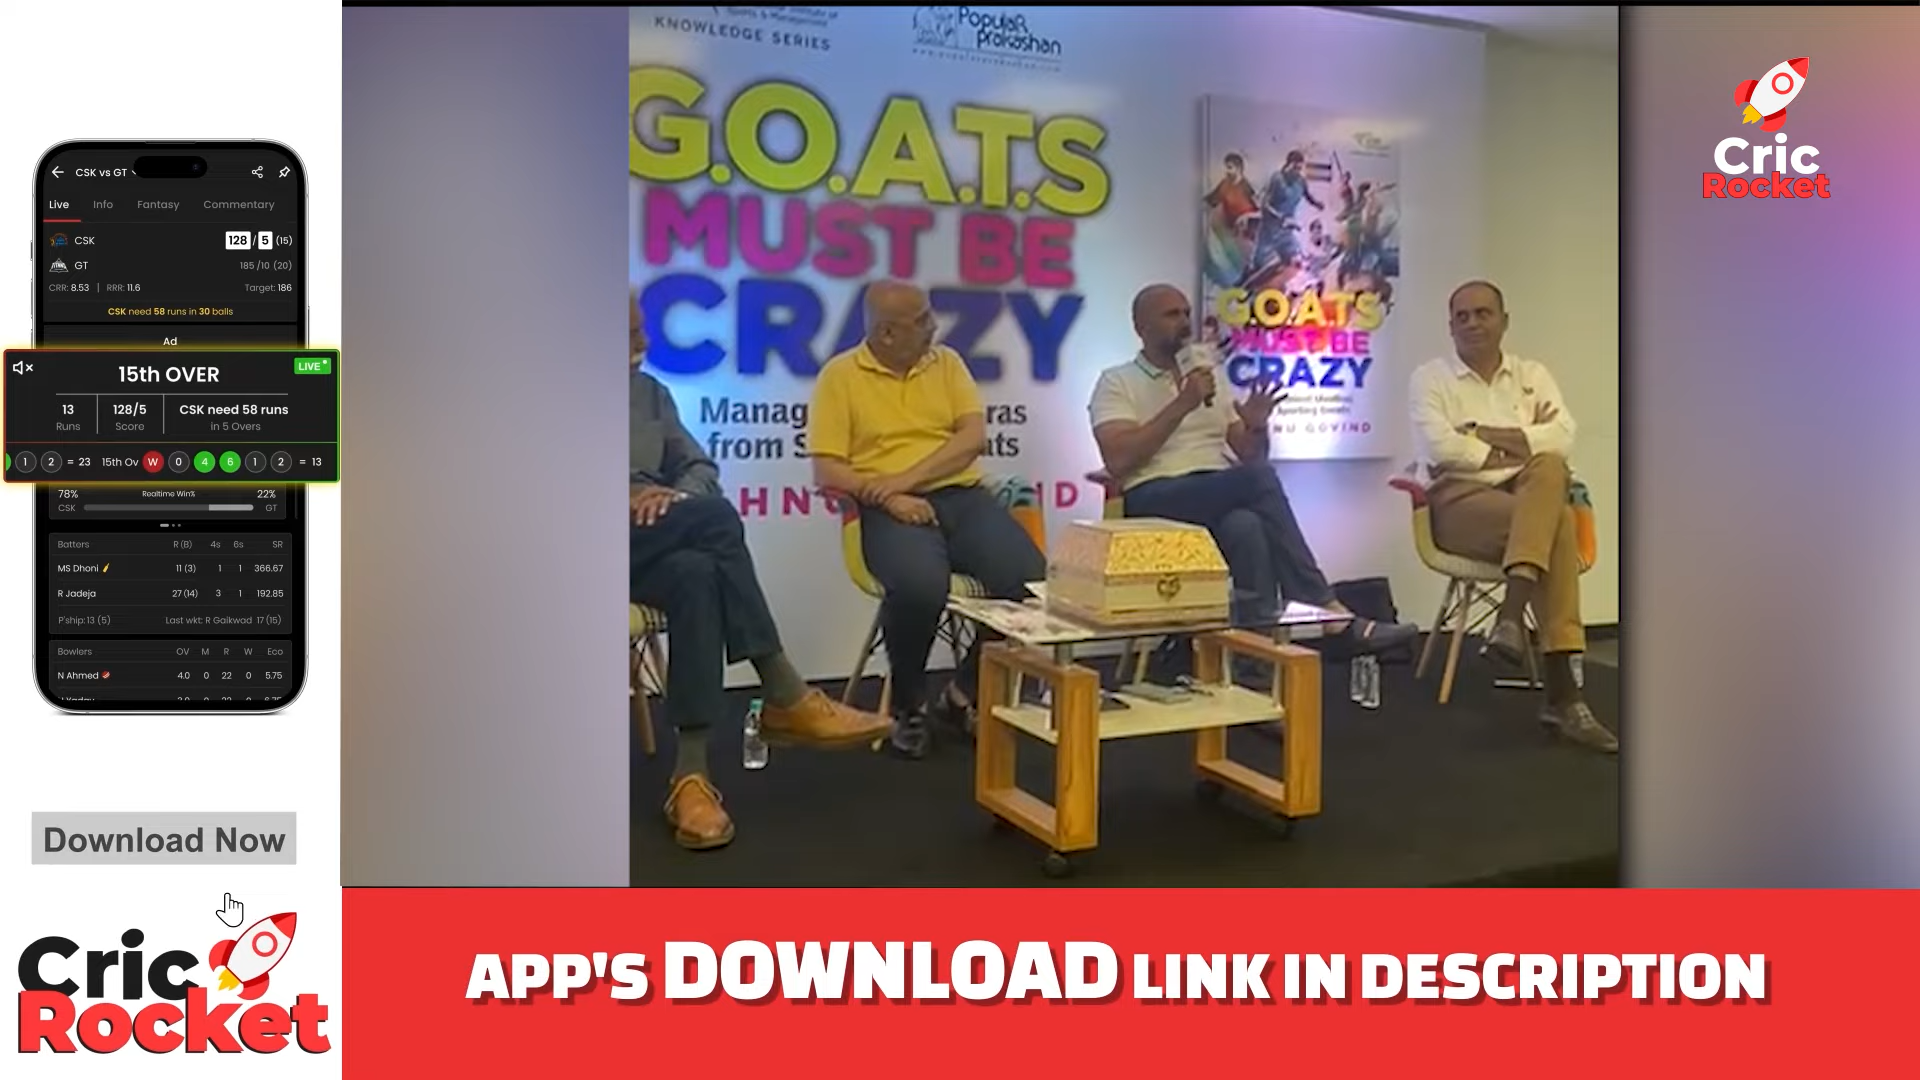 CSK vs GT
Live Info Fantasy Commentary
CSK 128 / 5 (15)
GT 185/10 (20)
CRR: 8.53 | RRR: 11.6 Target: 186
CSK need 58 runs in 30 balls
Ad
15th OVER
LIVE
13 128/5 CSK need 58 runs
Runs Score in 5 Overs
1 2 = 23 15th Ov W 0 4 6 1 2 = 13
78% Realtime Win% 22%
CSK GT
Batters R (B) 4s 6s SR
MS Dhoni 11 (3) 1 1 366.67
R Jadeja 27 (14) 3 1 192.85
P'ship: 13 (5) Last wkt: R Gaikwad 17 (15)
Bowlers OV M R W Eco
N Ahmed 4.0 0 22 0 5.75
Download Now
Cric
Rocket
KNOWLEDGE SERIES
Popular
Prakashan
G.O.A.T.S
MUST BE
CRAZY
Manag ras
from S ts
G.O.A.T.S
MUST BE
CRAZY
NU GOVIND
Cric
Rocket
APP'S DOWNLOAD LINK IN DESCRIPTION